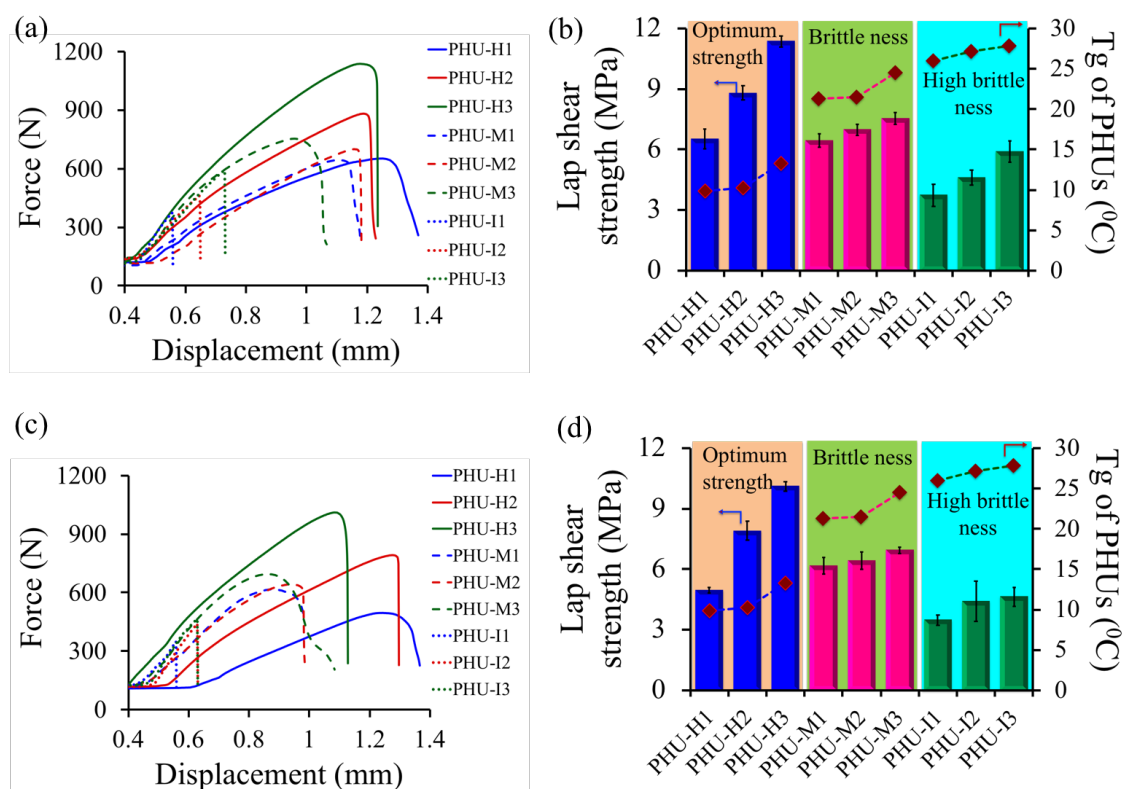 (a)
1200
900
600
300
0
Force (N)
0.4
0.6
0.8
1
1.2
1.4
Displacement (mm)
PHU-H1
PHU-H2
PHU-H3
PHU-M1
PHU-M2
PHU-M3
PHU-I1
PHU-I2
PHU-I3
(b)
12
9
6
3
0
Lap shear
strength (MPa)
Optimum
strength
Brittle ness
High brittle
ness
30
25
20
15
10
5
0
Tg of PHUs (⁰C)
PHU-H1
PHU-H2
PHU-H3
PHU-M1
PHU-M2
PHU-M3
PHU-I1
PHU-I2
PHU-I3
(c)
1200
900
600
300
0
Force (N)
0.4
0.6
0.8
1
1.2
1.4
Displacement (mm)
PHU-H1
PHU-H2
PHU-H3
PHU-M1
PHU-M2
PHU-M3
PHU-I1
PHU-I2
PHU-I3
(d)
12
9
6
3
0
Lap shear
strength (MPa)
Optimum
strength
Brittle ness
High brittle
ness
30
25
20
15
10
5
0
Tg of PHUs (⁰C)
PHU-H1
PHU-H2
PHU-H3
PHU-M1
PHU-M2
PHU-M3
PHU-I1
PHU-I2
PHU-I3